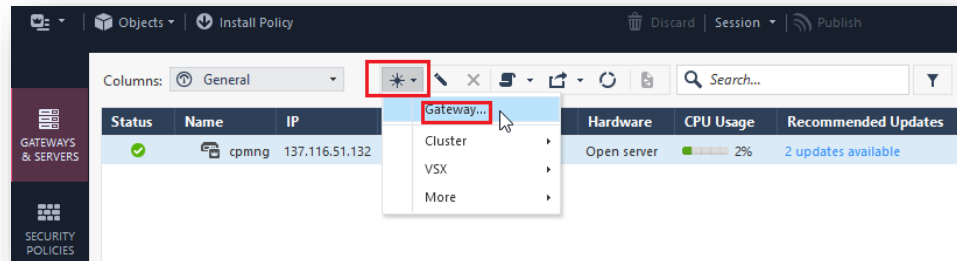 Objects Install Policy Discard Session Publish
Columns: General Search...
Status Name IP Hardware CPU Usage Recommended Updates
Gateway...
cpmng 137.116.51.132 Open server 2% 2 updates available
Cluster
VSX
More
GATEWAYS
& SERVERS
SECURITY
POLICIES